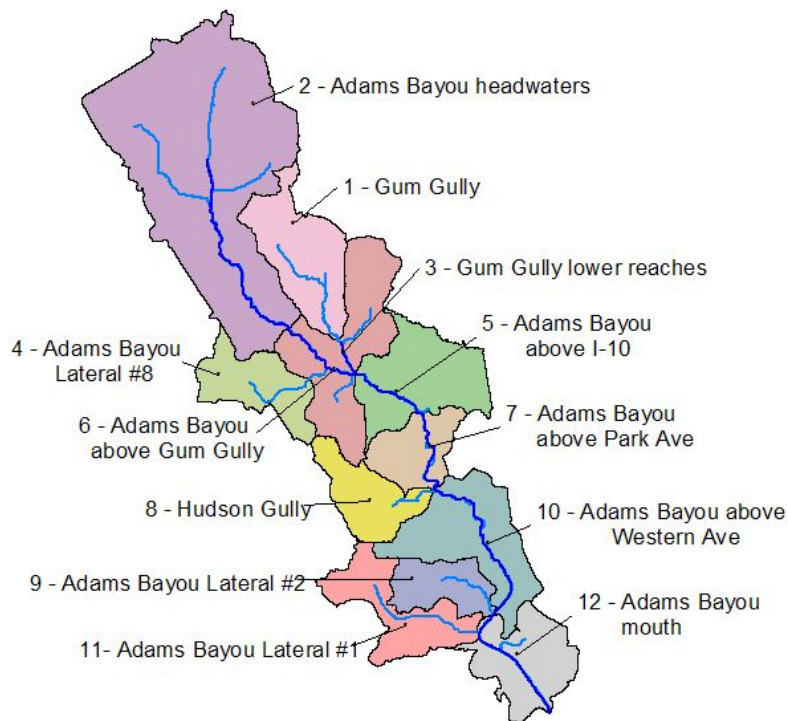 2 - Adams Bayou headwaters
1 - Gum Gully
3 - Gum Gully lower reaches
5 - Adams Bayou
above I-10
4 - Adams Bayou
Lateral #8
6 - Adams Bayou
above Gum Gully
7 - Adams Bayou
above Park Ave
8 - Hudson Gully
10 - Adams Bayou above
Western Ave
9 - Adams Bayou Lateral #2
12 - Adams Bayou
mouth
11- Adams Bayou Lateral #1